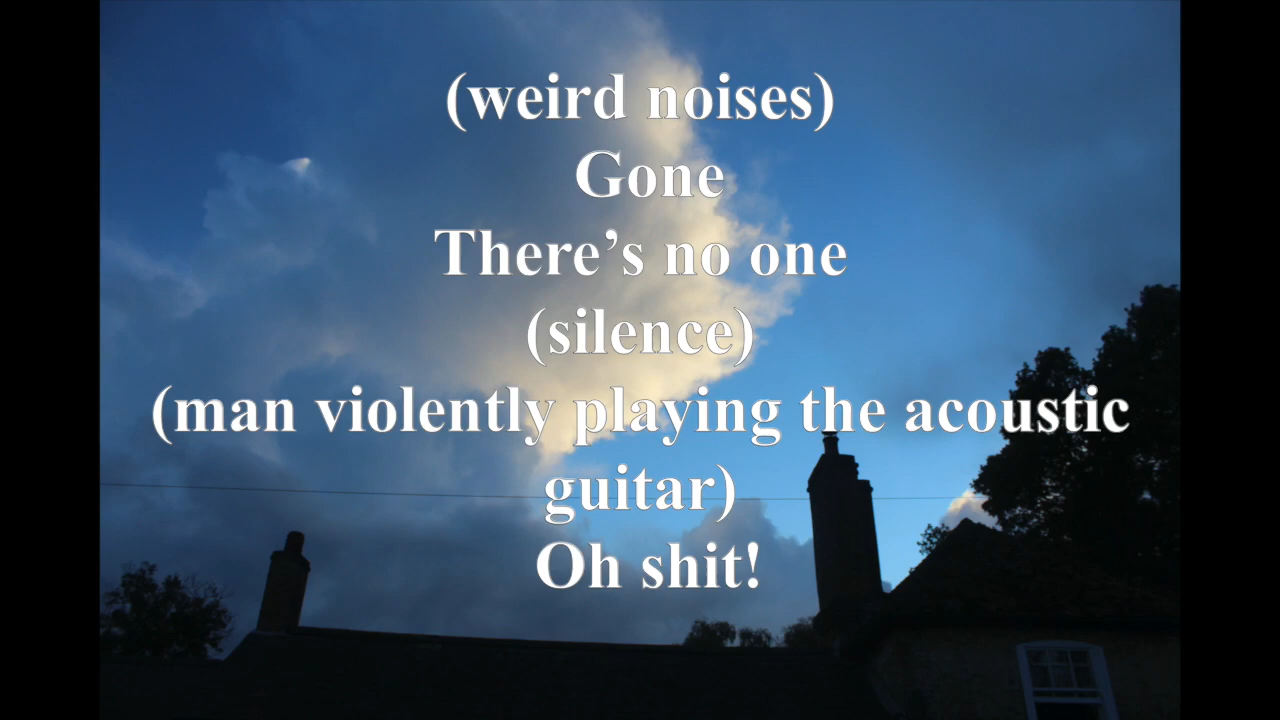 (weird noises)
Gone
There’s no one
(silence)
(man violently playing the acoustic
guitar)
Oh shit!